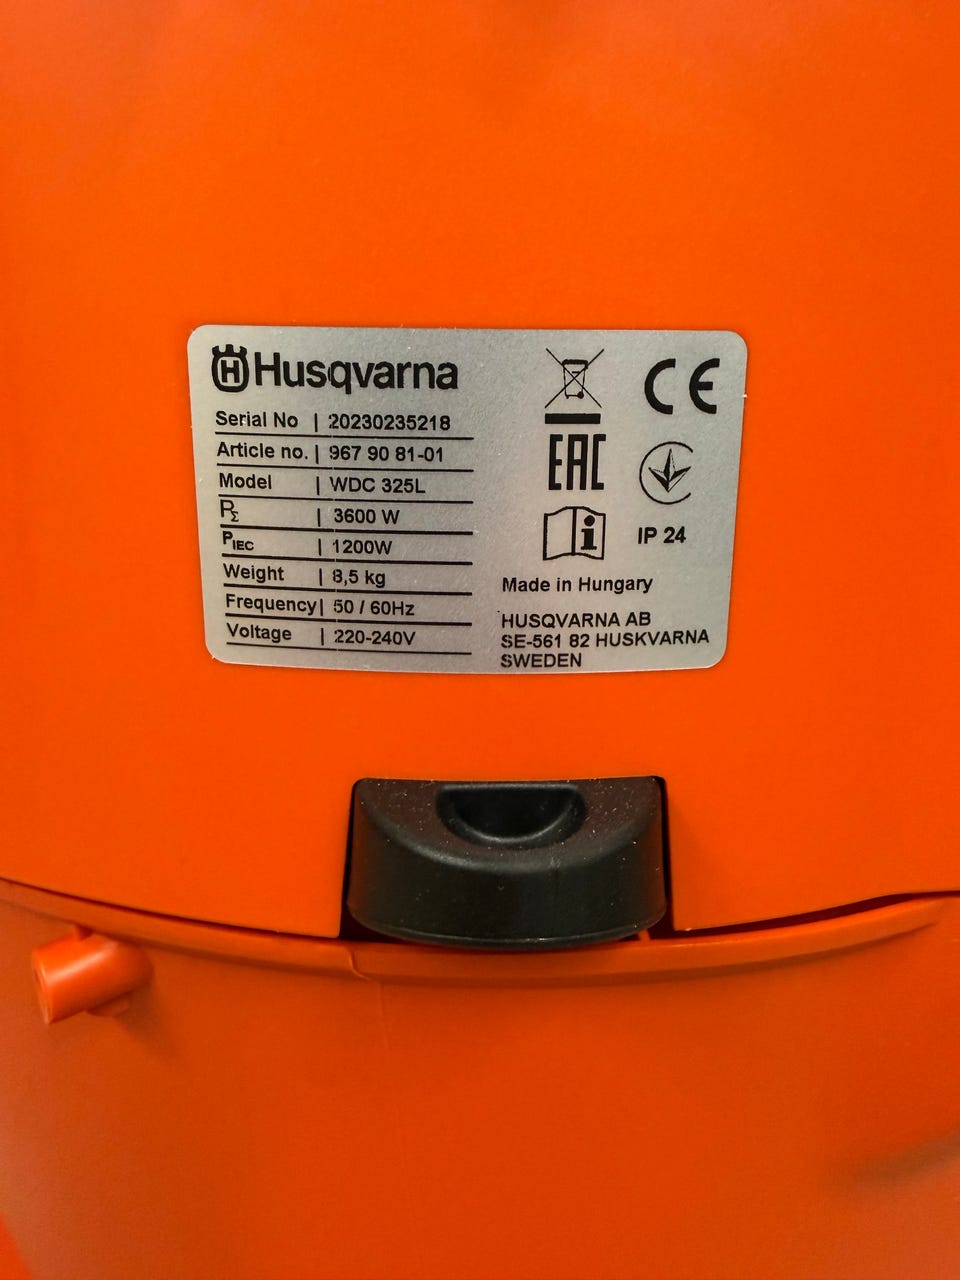 Husqvarna
Serial No | 20230235218
Article no. | 967 90 81-01
Model | WDC 325L
PΣ | 3600 W
PIEC | 1200W
Weight | 8,5 kg
Frequency | 50 / 60Hz
Voltage | 220-240V
CE
EAC
IP 24
Made in Hungary
HUSQVARNA AB
SE-561 82 HUSKVARNA
SWEDEN